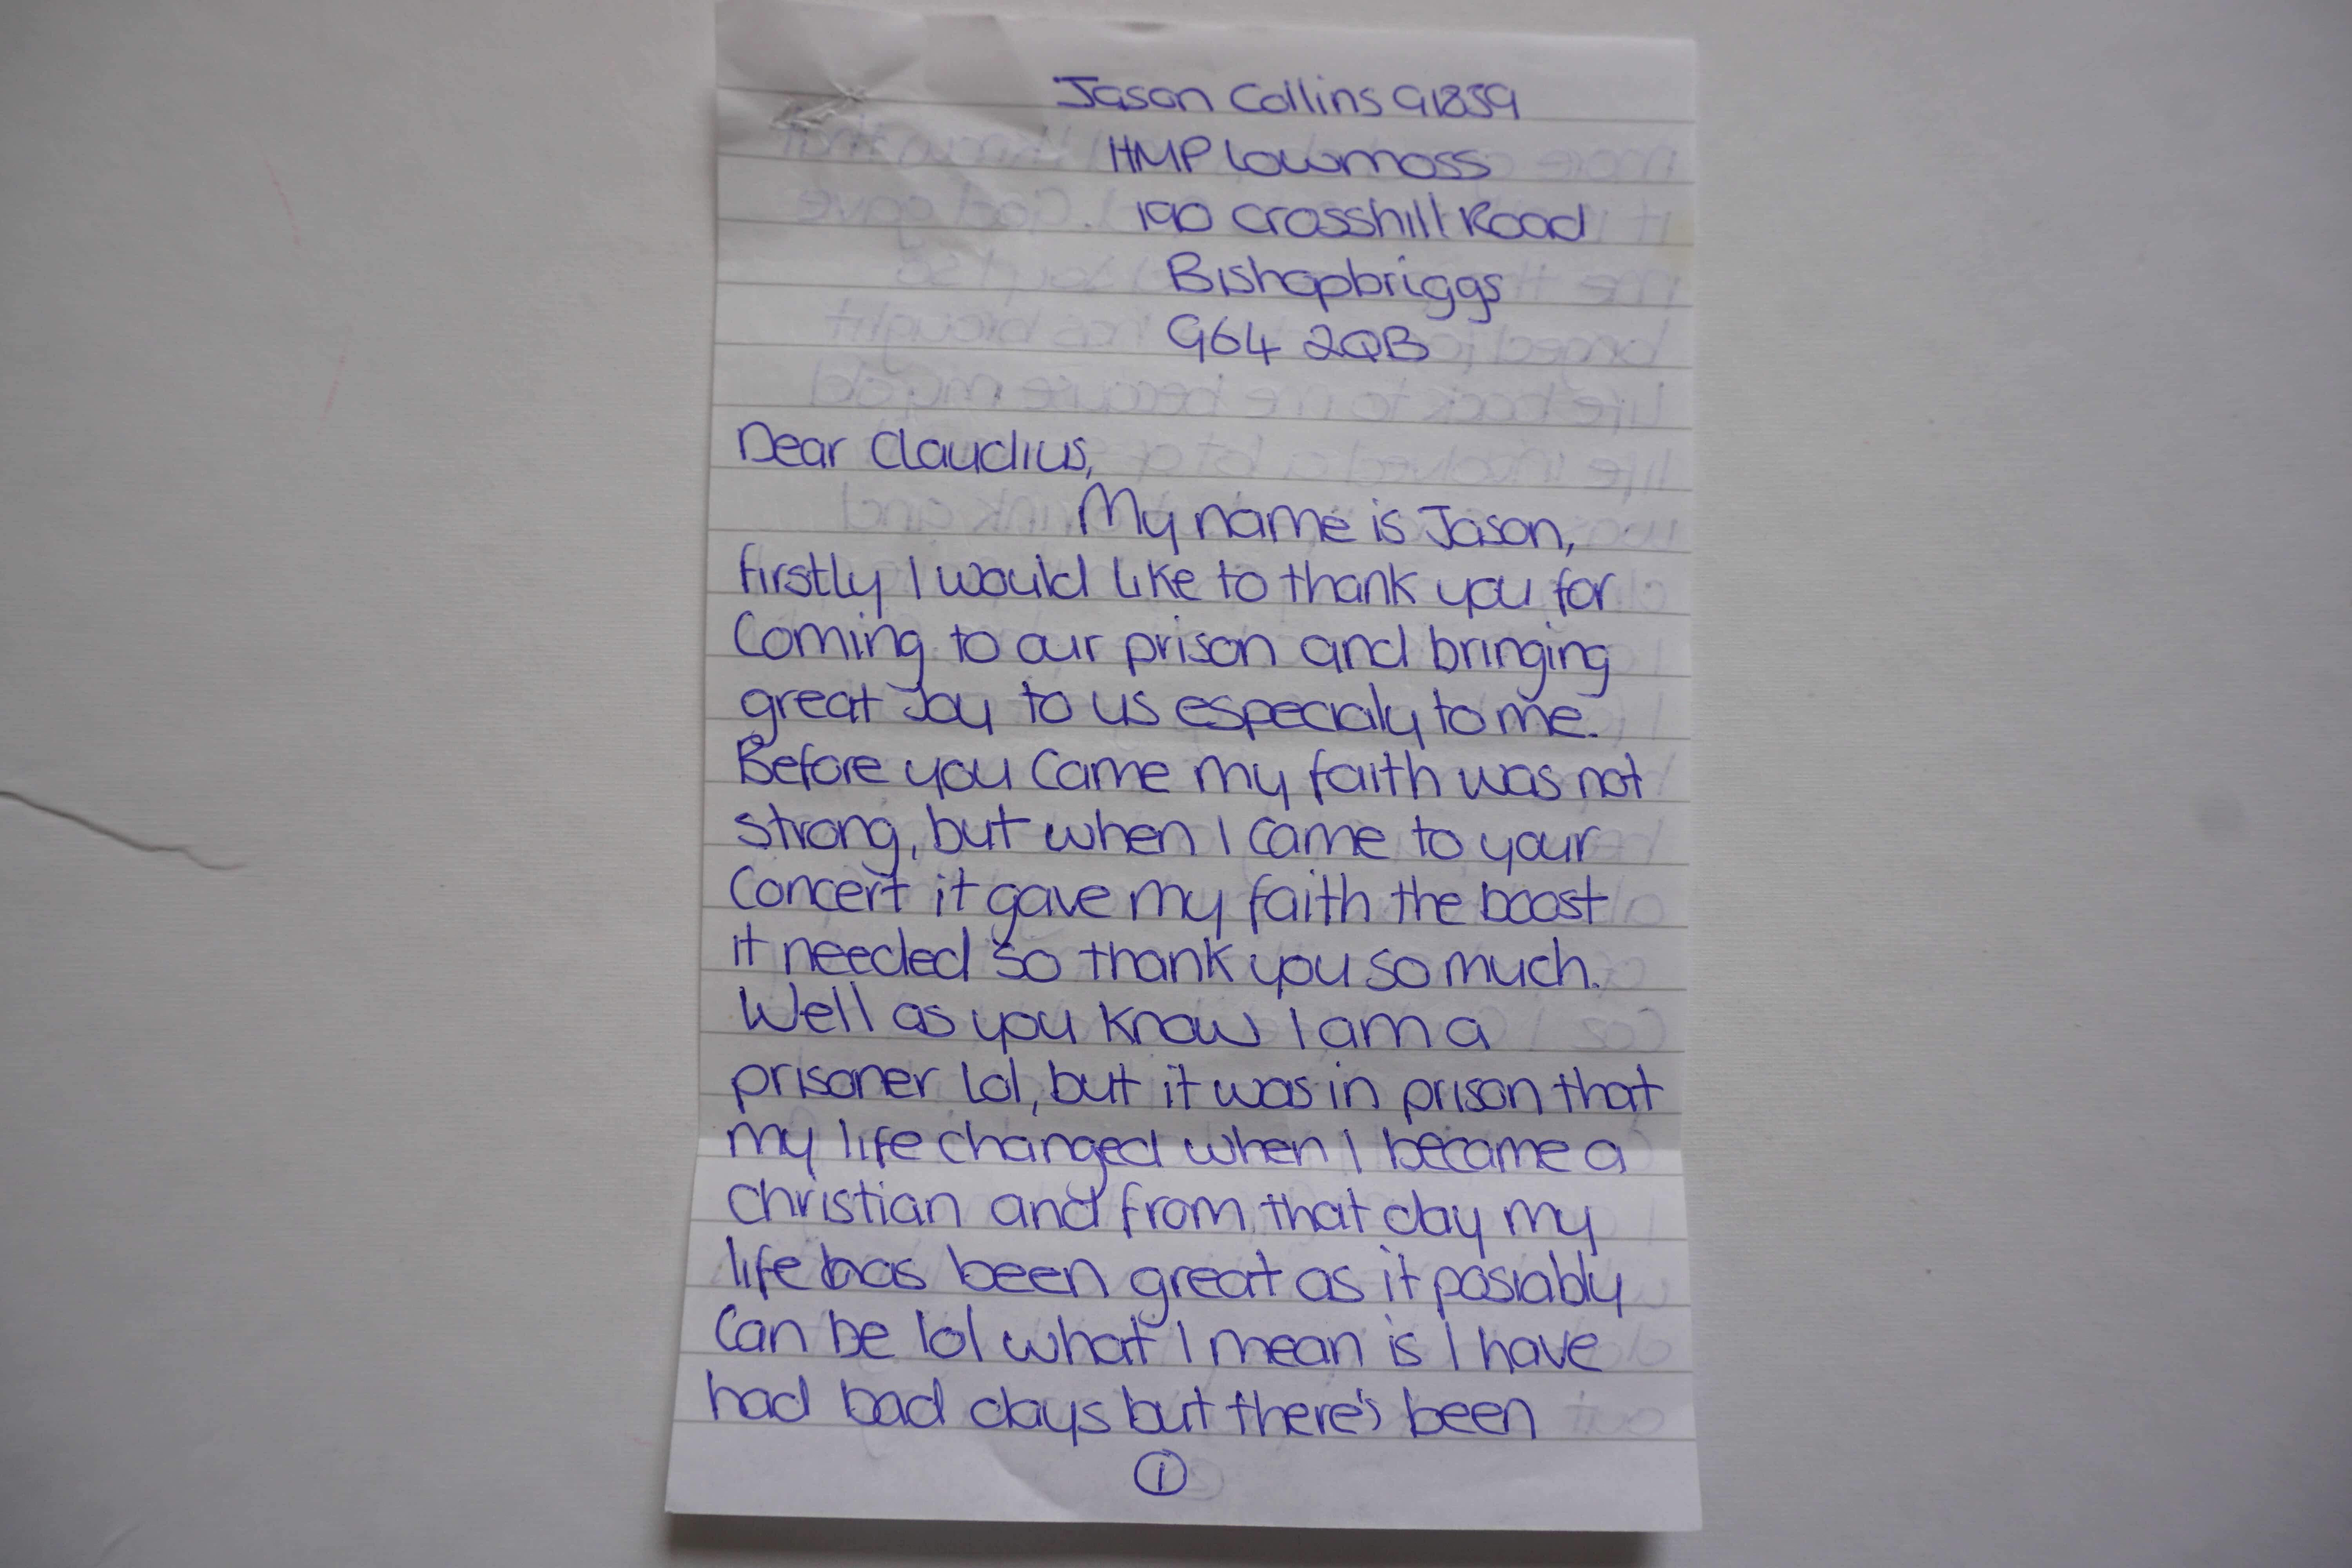 Jason Collins 91859
HMP Lowmoss
190 Crosshill Road
Bishopbriggs
G64 2QB
Dear Claudius,
My name is Jason,
firstly I would like to thank you for
Coming to our prison and bringing
great Joy to us especialy to me.
Before you Came my faith was not
strong, but when I Came to your
Concert it gave my faith the boost
it needed so thank you so much.
Well as you know I am a
prisoner lol, but it was in prison that
my life changed when I became a
christian and from that day my
life has been great as it posiably
Can be lol what I mean is I have
had bad days but there's been
1